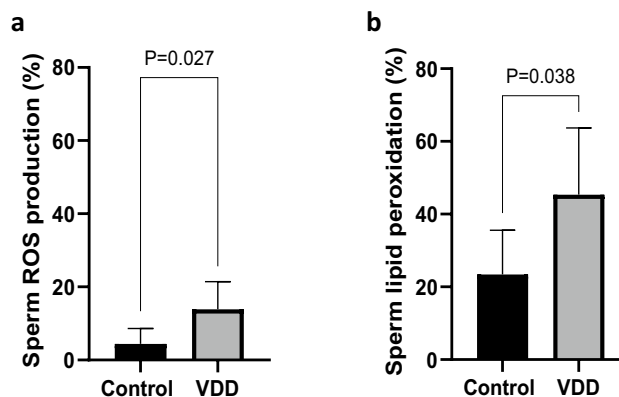 a
P=0.027
Sperm ROS production (%)
80
60
40
20
0
Control VDD
b
P=0.038
Sperm lipid peroxidation (%)
80
60
40
20
0
Control VDD